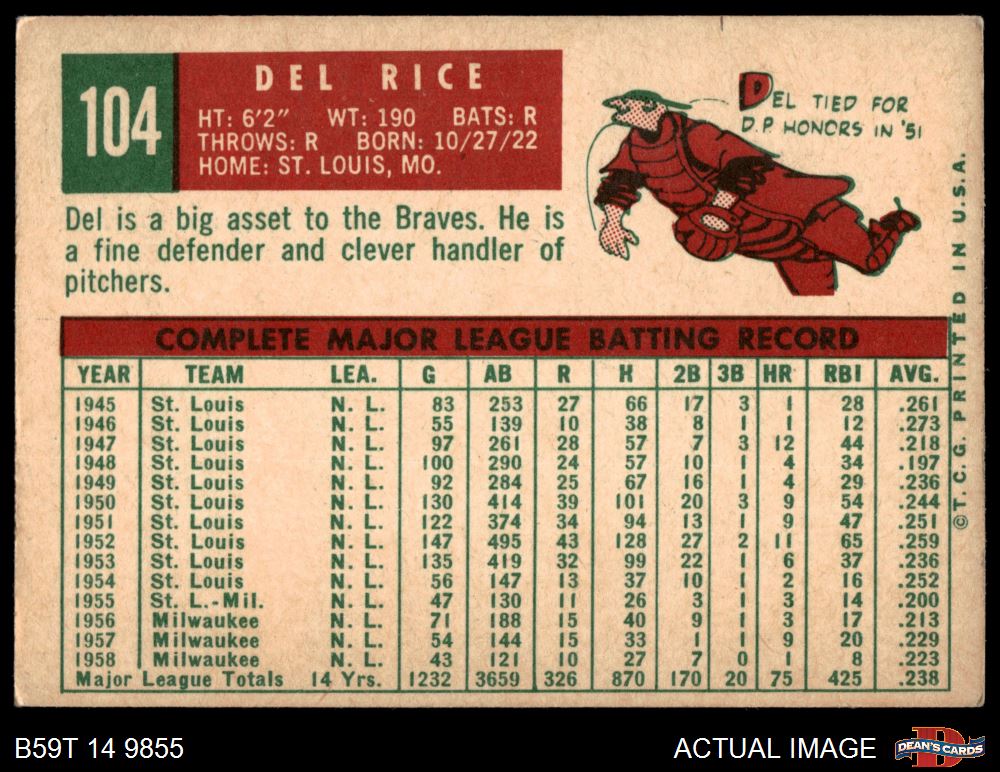 104
DEL RICE
HT: 6'2" WT: 190 BATS: R
THROWS: R BORN: 10/27/22
HOME: ST. LOUIS, MO.
DEL TIED FOR
D.P. HONORS IN '51
Del is a big asset to the Braves. He is
a fine defender and clever handler of
pitchers.
COMPLETE MAJOR LEAGUE BATTING RECORD
YEAR TEAM LEA. G AB R H 2B 3B HR RBI AVG.
1945 St. Louis N. L. 83 253 27 66 17 3 1 28 .261
1946 St. Louis N. L. 55 139 10 38 8 1 1 12 .273
1947 St. Louis N. L. 97 261 28 57 7 3 12 44 .218
1948 St. Louis N. L. 100 290 24 57 10 1 4 34 .197
1949 St. Louis N. L. 92 284 25 67 16 1 4 29 .236
1950 St. Louis N. L. 130 414 39 101 20 3 9 54 .244
1951 St. Louis N. L. 122 374 34 94 13 1 9 47 .251
1952 St. Louis N. L. 147 495 43 128 27 2 11 65 .259
1953 St. Louis N. L. 135 419 32 99 22 1 6 37 .236
1954 St. Louis N. L. 56 147 13 37 10 1 2 16 .252
1955 St. L.-Mil. N. L. 47 130 11 26 3 1 3 14 .200
1956 Milwaukee N. L. 71 188 15 40 9 1 3 17 .213
1957 Milwaukee N. L. 54 144 15 33 1 1 9 20 .229
1958 Milwaukee N. L. 43 121 10 27 7 0 1 8 .223
Major League Totals 14 Yrs. 1232 3659 326 870 170 20 75 425 .238
©T. C. G. PRINTED IN U.S.A.
B59T 14 9855
ACTUAL IMAGE
DEAN'S CARDS